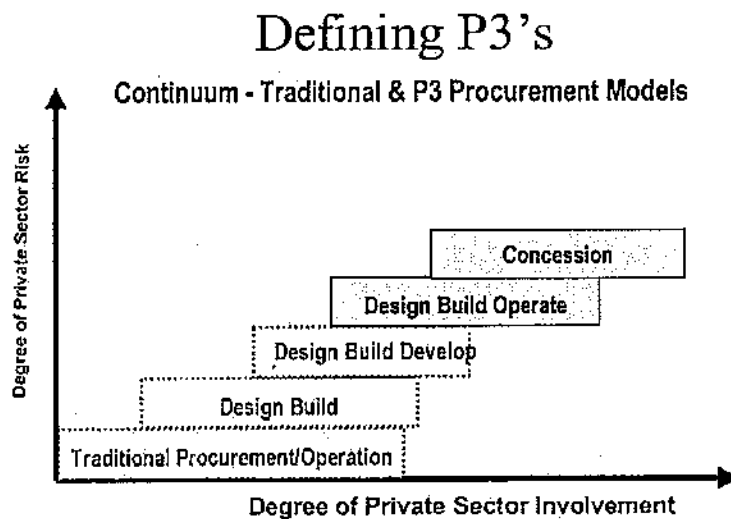 Defining P3's
Continuum - Traditional & P3 Procurement Models
Degree of Private Sector Risk
Concession
Design Build Operate
Design Build Develop
Design Build
Traditional Procurement/Operation
Degree of Private Sector Involvement